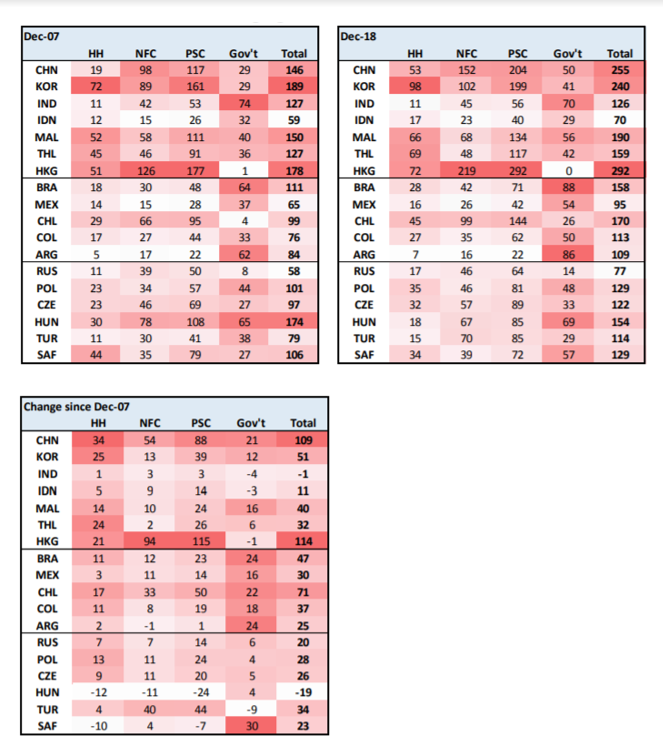 Dec-07
HH NFC PSC Gov't Total
CHN 19 98 117 29 146
KOR 72 89 161 29 189
IND 11 42 53 74 127
IDN 12 15 26 32 59
MAL 52 58 111 40 150
THL 45 46 91 36 127
HKG 51 126 177 1 178
BRA 18 30 48 64 111
MEX 14 15 28 37 65
CHL 29 66 95 4 99
COL 17 27 44 33 76
ARG 5 17 22 62 84
RUS 11 39 50 8 58
POL 23 34 57 44 101
CZE 23 46 69 27 97
HUN 30 78 108 65 174
TUR 11 30 41 38 79
SAF 44 35 79 27 106
Dec-18
HH NFC PSC Gov't Total
CHN 53 152 204 50 255
KOR 98 102 199 41 240
IND 11 45 56 70 126
IDN 17 23 40 29 70
MAL 66 68 134 56 190
THL 69 48 117 42 159
HKG 72 219 292 0 292
BRA 28 42 71 88 158
MEX 16 26 42 54 95
CHL 45 99 144 26 170
COL 27 35 62 50 113
ARG 7 16 22 86 109
RUS 17 46 64 14 77
POL 35 46 81 48 129
CZE 32 57 89 33 122
HUN 18 67 85 69 154
TUR 15 70 85 29 114
SAF 34 39 72 57 129
Change since Dec-07
HH NFC PSC Gov't Total
CHN 34 54 88 21 109
KOR 25 13 39 12 51
IND 1 3 3 -4 -1
IDN 5 9 14 -3 11
MAL 14 10 24 16 40
THL 24 2 26 6 32
HKG 21 94 115 -1 114
BRA 11 12 23 24 47
MEX 3 11 14 16 30
CHL 17 33 50 22 71
COL 11 8 19 18 37
ARG 2 -1 1 24 25
RUS 7 7 14 6 20
POL 13 11 24 4 28
CZE 9 11 20 5 26
HUN -12 -11 -24 4 -19
TUR 4 40 44 -9 34
SAF -10 4 -7 30 23